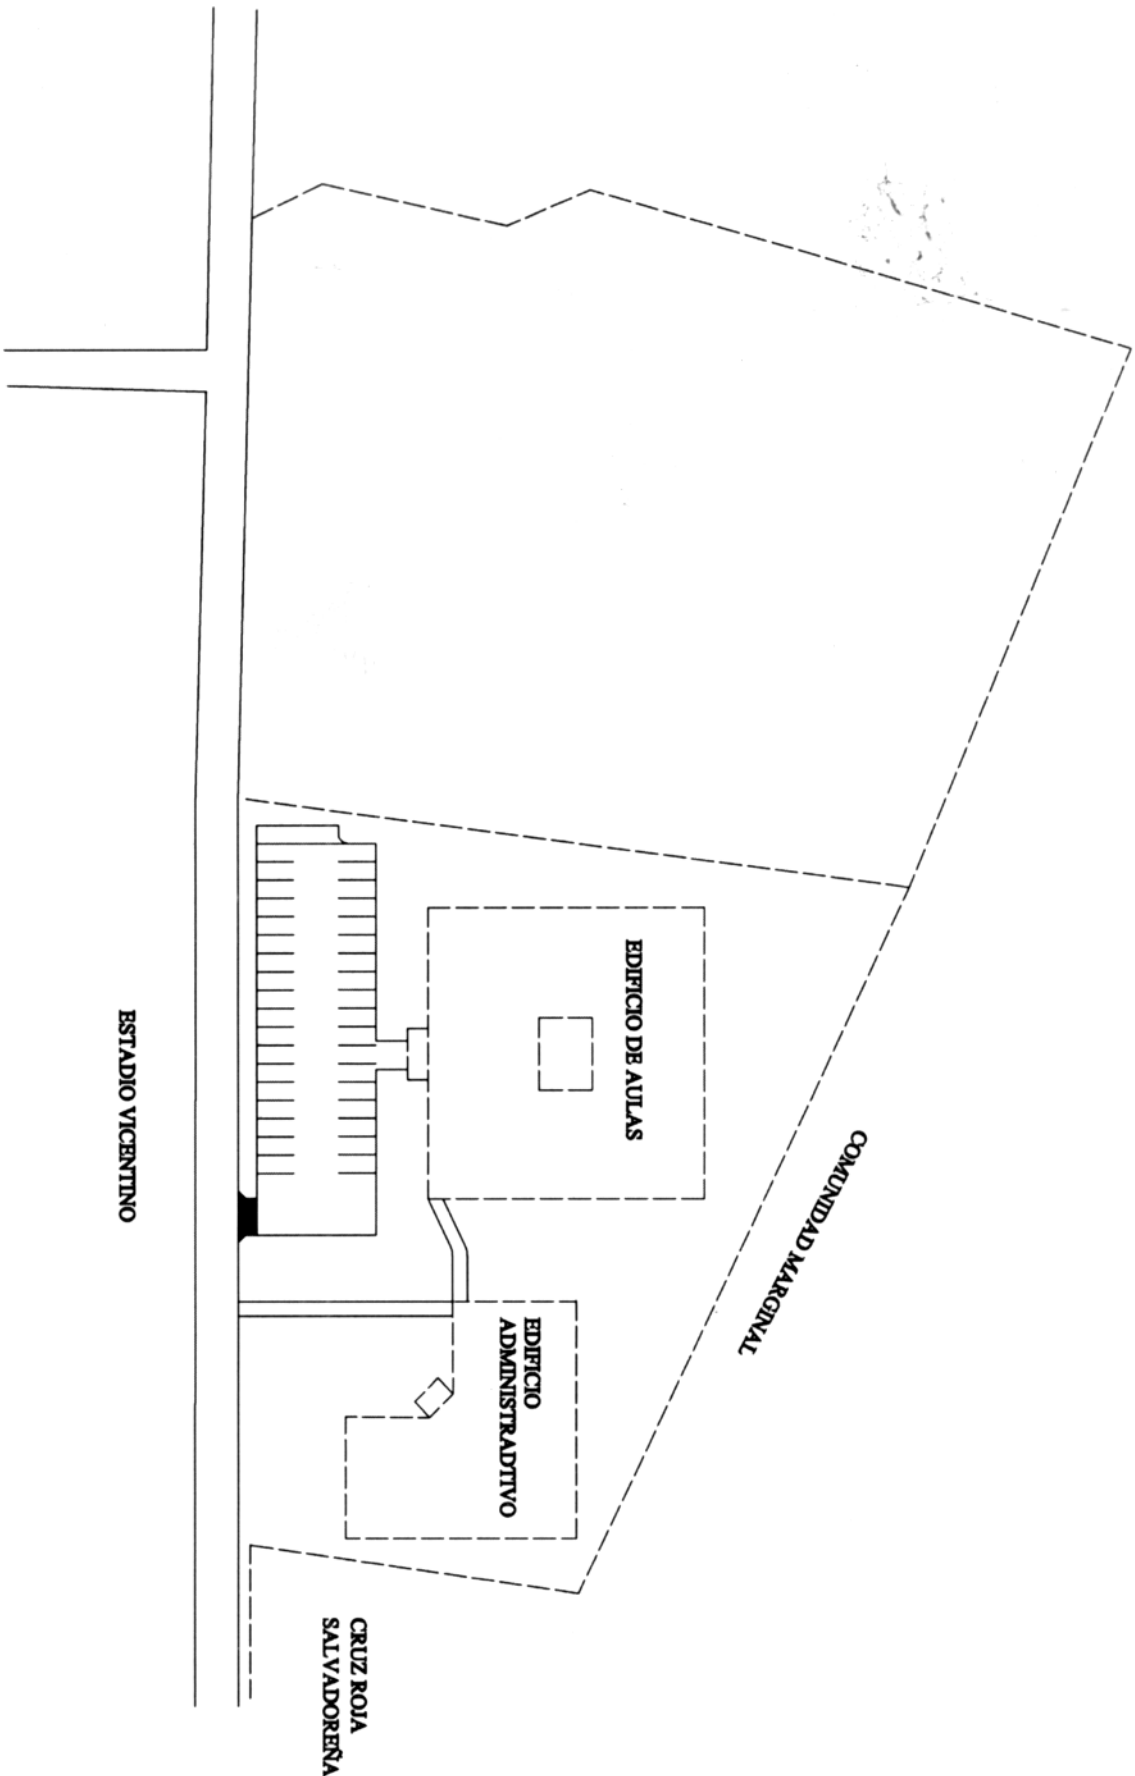 COMUNIDAD MARGINAL
EDIFICIO DE AULAS
EDIFICIO
ADMINISTRADTIVO
CRUZ ROJA
SALVADOREÑA
ESTADIO VICENTINO